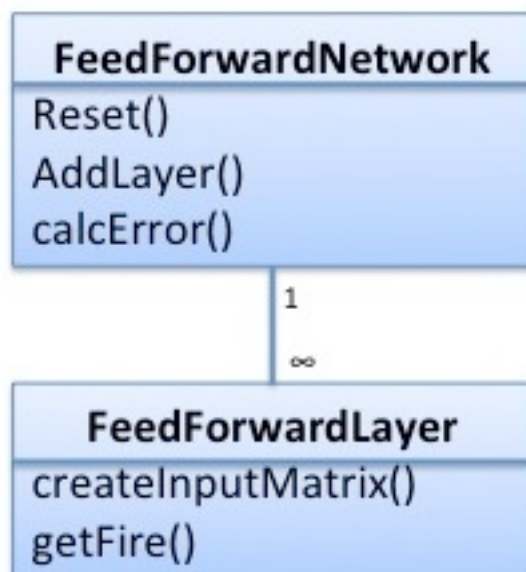 FeedForwardNetwork
Reset()
AddLayer()
calcError()
1
∞
FeedForwardLayer
createInputMatrix()
getFire()